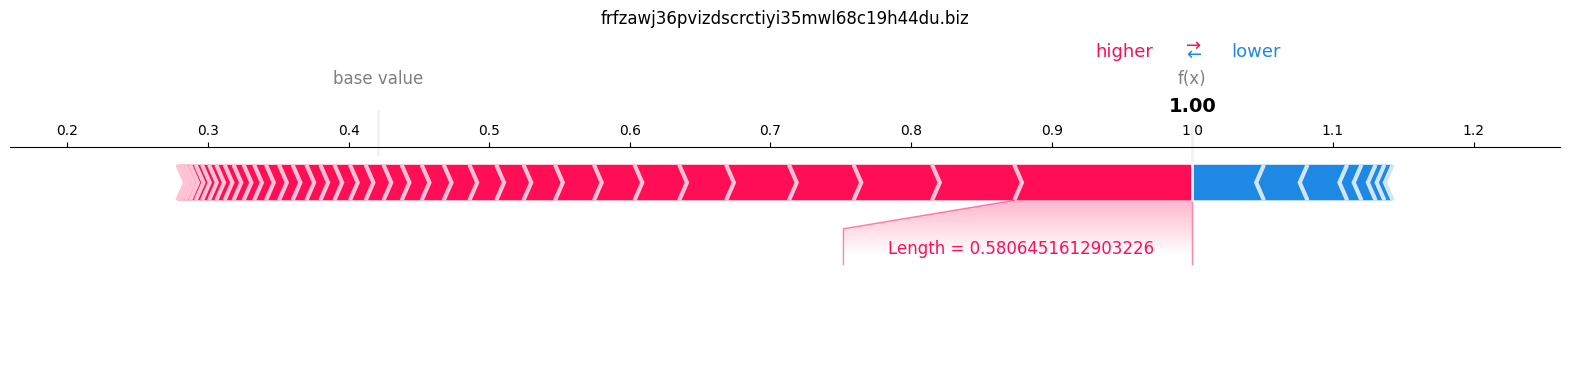 frfzawj36pvizdscrctiyi35mwl68c19h44du.biz
higher → ← lower
base value f(x)
1.00
0.2 0.3 0.4 0.5 0.6 0.7 0.8 0.9 1.0 1.1 1.2
Length = 0.5806451612903226